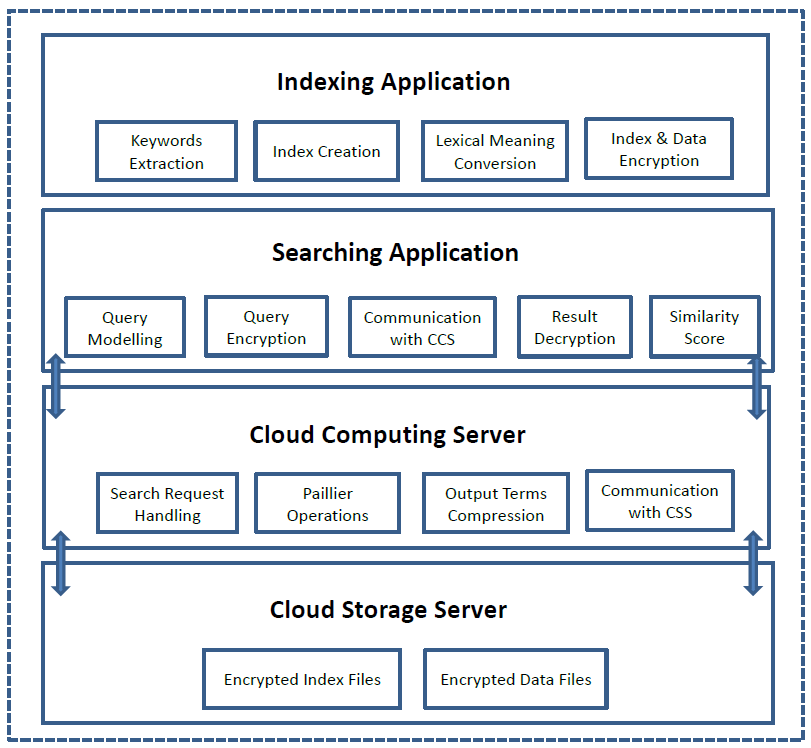 Indexing Application
Keywords
Extraction
Index Creation
Lexical Meaning
Conversion
Index & Data
Encryption
Searching Application
Query
Modelling
Query
Encryption
Communication
with CCS
Result
Decryption
Similarity
Score
Cloud Computing Server
Search Request
Handling
Paillier
Operations
Output Terms
Compression
Communication
with CSS
Cloud Storage Server
Encrypted Index Files
Encrypted Data Files